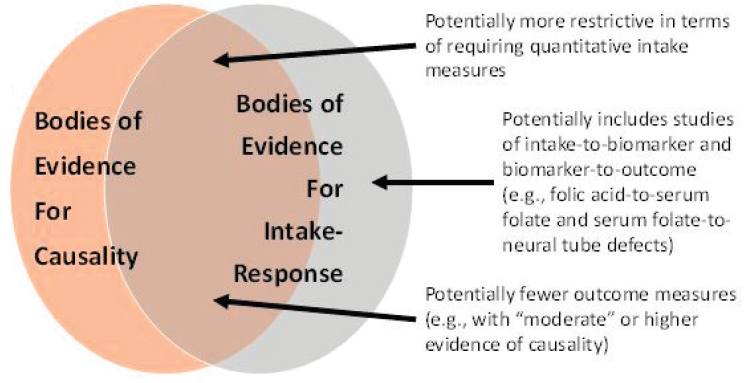 Bodies of
Evidence
For
Causality
Bodies of
Evidence
For
Intake-
Response
Potentially more restrictive in terms
of requiring quantitative intake
measures
Potentially includes studies
of intake-to-biomarker and
biomarker-to-outcome
(e.g., folic acid-to-serum
folate and serum folate-to-
neural tube defects)
Potentially fewer outcome measures
(e.g., with “moderate” or higher
evidence of causality)